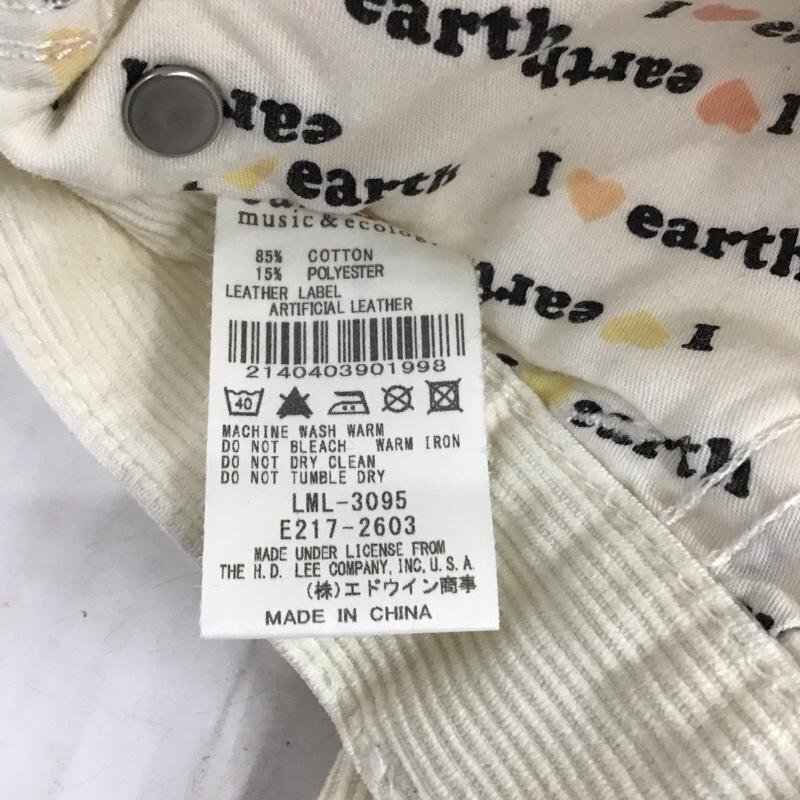 earth
I
earth
I
earth
earth
I earth
earth I
earth
music & ecology
85% COTTON
15% POLYESTER
LEATHER LABEL
ARTIFICIAL LEATHER
2140403901998
40
MACHINE WASH WARM
DO NOT BLEACH WARM IRON
DO NOT DRY CLEAN
DO NOT TUMBLE DRY
LML-3095
E217-2603
MADE UNDER LICENSE FROM
THE H.D. LEE COMPANY, INC, U.S.A.
(株)エドウイン商事
MADE IN CHINA